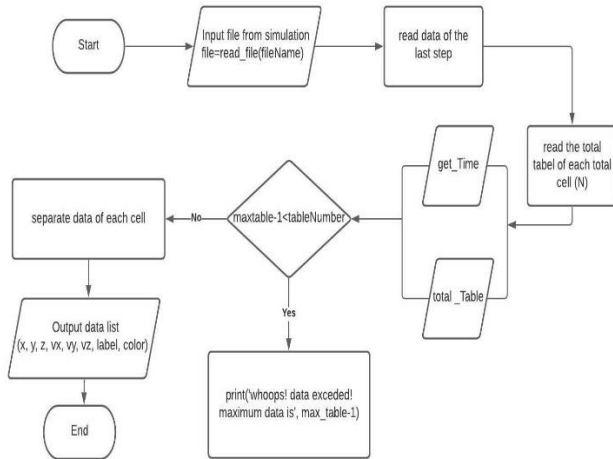 Start
Input file from simulation
file=read_file(fileName)
read data of the
last step
read the total
tabel of each total
cell (N)
get_Time
total _Table
maxtable-1<tableNumber
No
Yes
separate data of each cell
Output data list
(x, y, z, vx, vy, vz, label, color)
End
print('whoops! data exceded!
maximum data is', max_table-1)